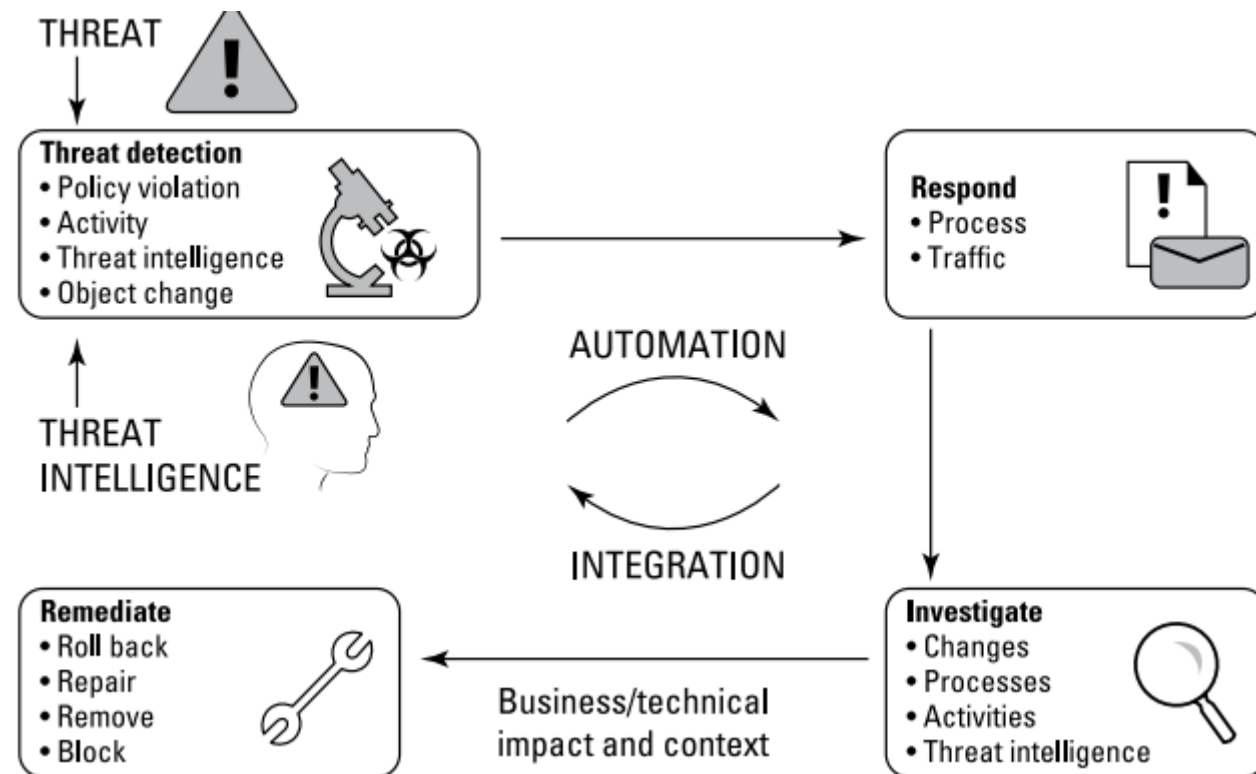 THREAT
Threat detection
• Policy violation
• Activity
• Threat intelligence
• Object change
Respond
• Process
• Traffic
AUTOMATION
THREAT
INTELLIGENCE
INTEGRATION
Remediate
• Roll back
• Repair
• Remove
• Block
Business/technical
impact and context
Investigate
• Changes
• Processes
• Activities
• Threat intelligence